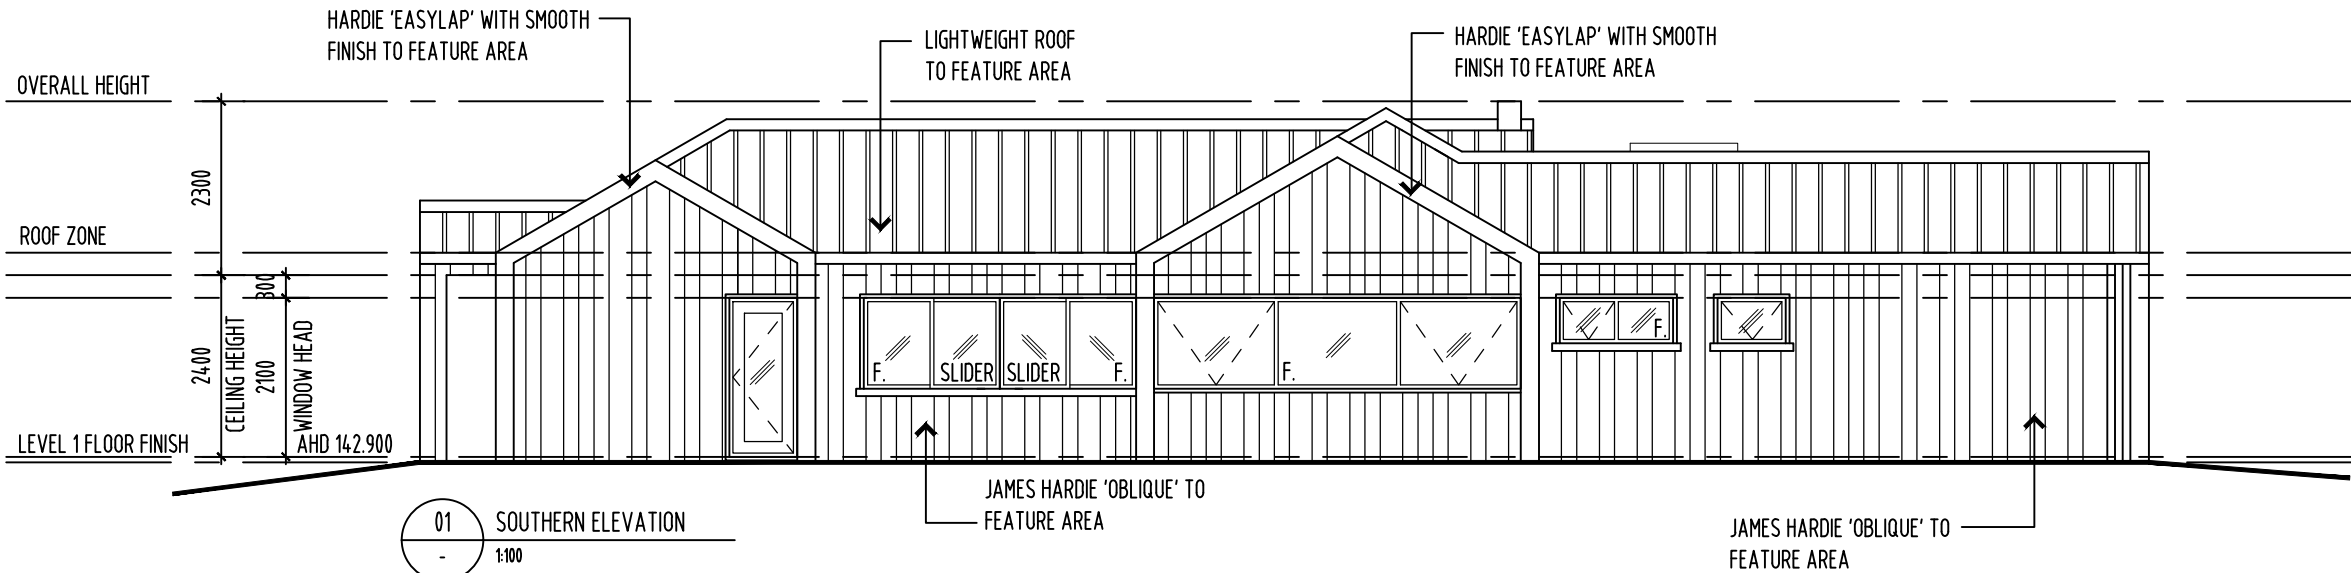 HARDIE 'EASYLAP' WITH SMOOTH
FINISH TO FEATURE AREA
LIGHTWEIGHT ROOF
TO FEATURE AREA
HARDIE 'EASYLAP' WITH SMOOTH
FINISH TO FEATURE AREA
OVERALL HEIGHT
2300
ROOF ZONE
300
2400
CEILING HEIGHT
2100
WINDOW HEAD
LEVEL 1 FLOOR FINISH
AHD 142.900
F.
SLIDER
SLIDER
F.
F.
F.
JAMES HARDIE 'OBLIQUE' TO
FEATURE AREA
JAMES HARDIE 'OBLIQUE' TO
FEATURE AREA
01
-
SOUTHERN ELEVATION
1:100